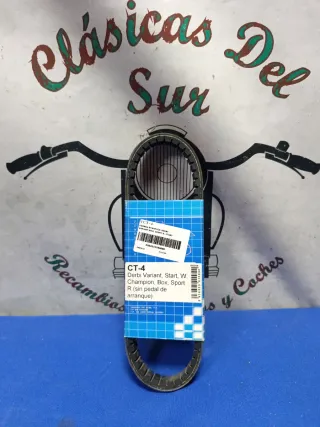 Clásicas Del
Sur
CT-4
Derbi Variant, Start, W.
Champion, Box, Sport
R (sin pedal de
arranque)
Recambios
y Coches